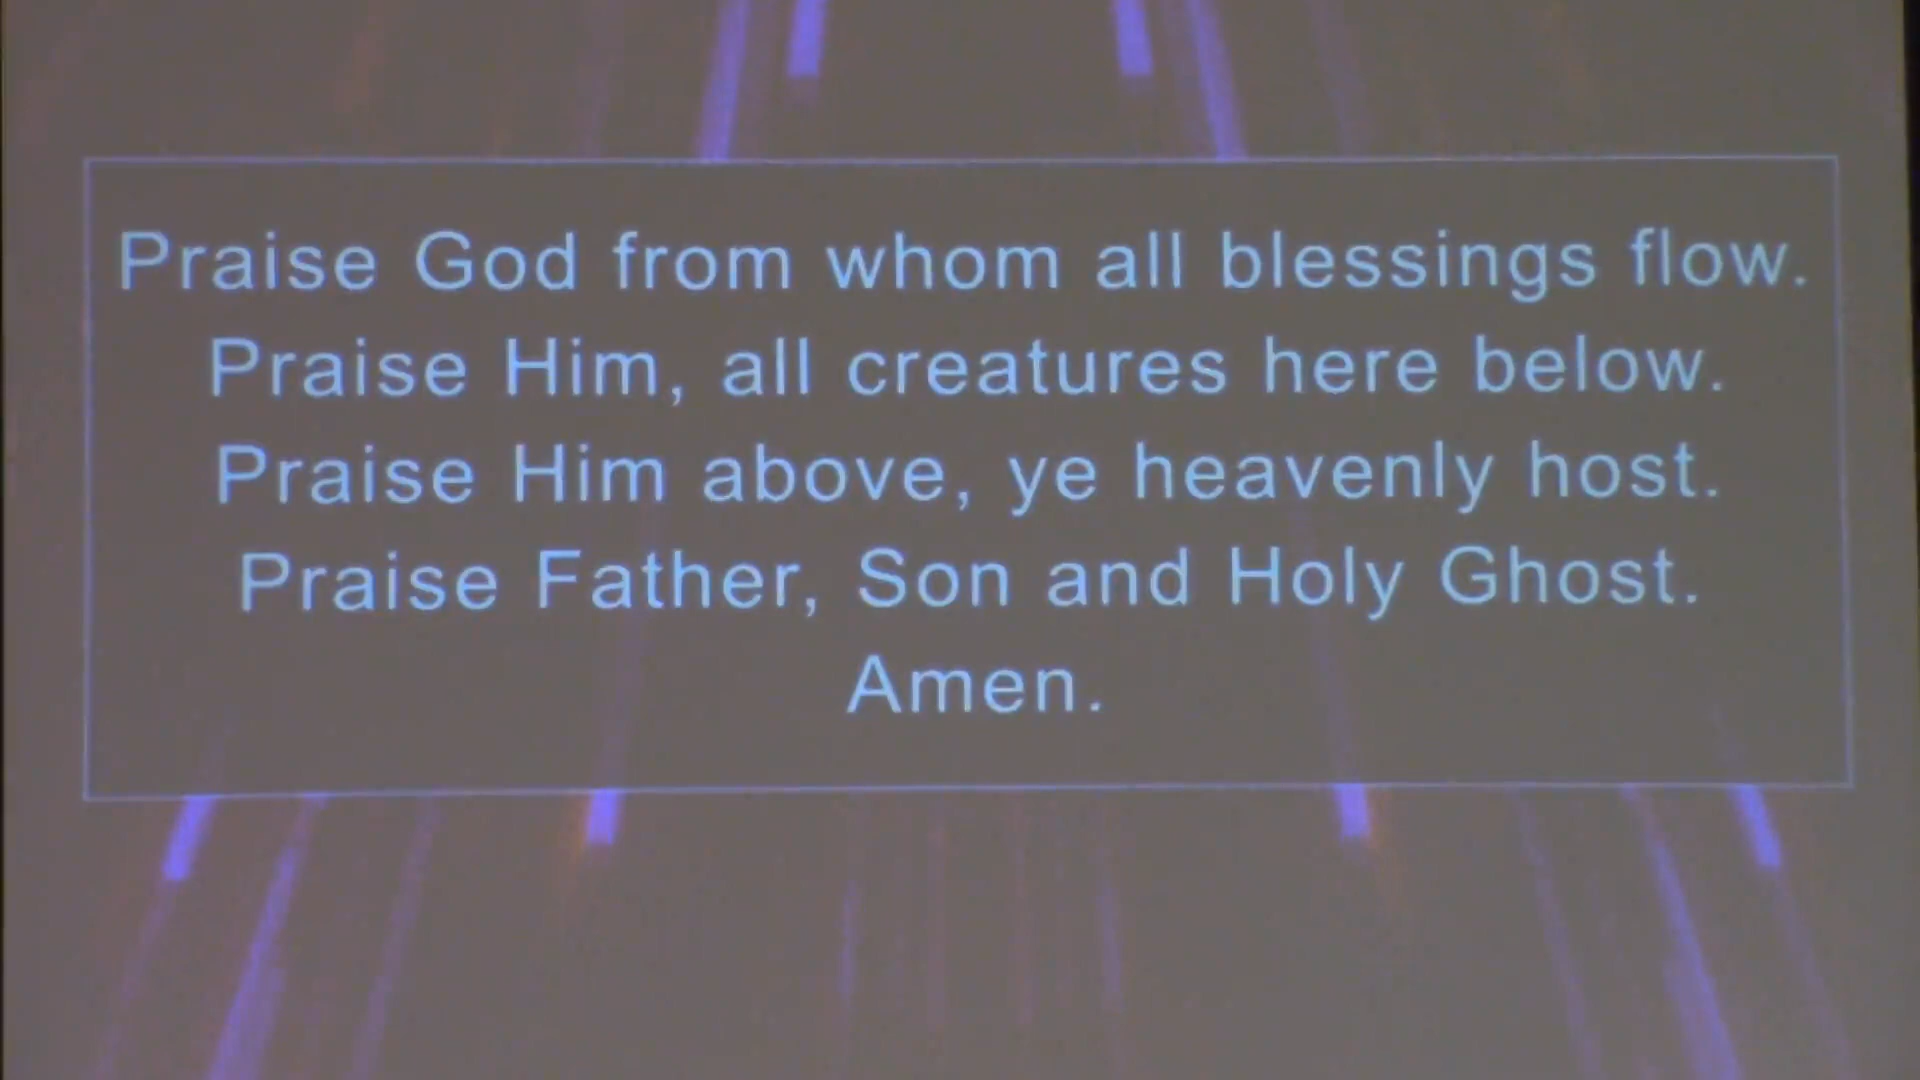 Praise God from whom all blessings flow.
Praise Him, all creatures here below.
Praise Him above, ye heavenly host.
Praise Father, Son and Holy Ghost.
Amen.